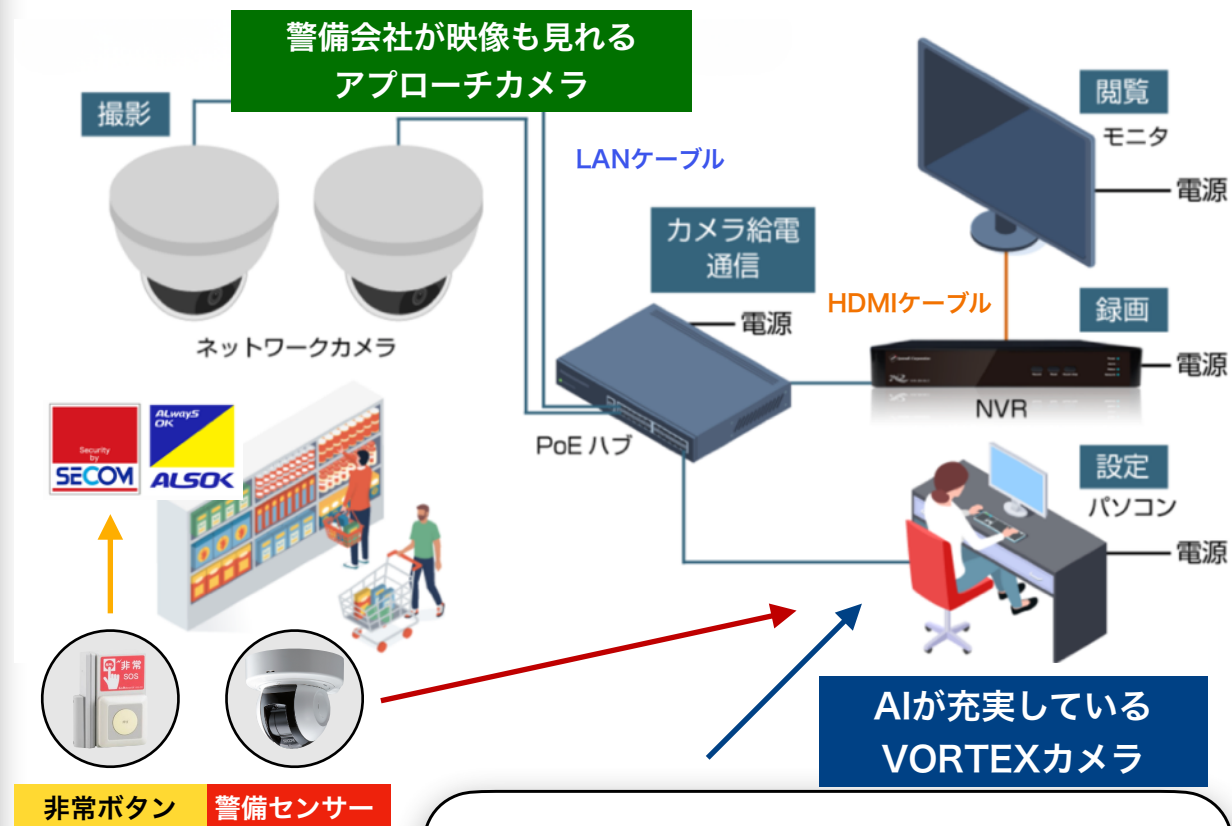 警備会社が映像も見れる
アプローチカメラ
撮影
閲覧
モニタ
電源
LANケーブル
カメラ給電
通信
電源
HDMIケーブル
録画
電源
ネットワークカメラ
NVR
PoE ハブ
Security
by
SECOM
ALwayS
OK
ALSOK
設定
パソコン
電源
非常
SOS
AIが充実している
VORTEXカメラ
非常ボタン
警備センサー